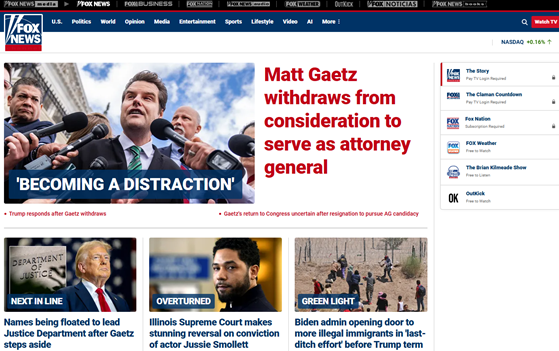 FOX NEWS media
FOX NEWS
FOX BUSINESS
FOX NATION
FOX NEWS media
FOX WEATHER
OutKick
FOX NOTICIAS
FOX NEWS
FOX NEWS
U.S.
Politics
World
Opinion
Media
Entertainment
Sports
Lifestyle
Video
AI
More
Watch TV
NASDAQ +0.16%
'BECOMING A DISTRACTION'
Matt Gaetz
withdraws from
consideration to
serve as attorney
general
Trump responds after Gaetz withdraws
Gaetz's return to Congress uncertain after resignation to pursue AG candidacy
The Story
Pay TV Login Required
The Claman Countdown
Pay TV Login Required
Fox Nation
Subscription Required
FOX Weather
Free to Watch
The Brian Kilmeade Show
Free to Listen
OK
OutKick
Free to Watch
DEPARTMENT
OF
JUSTICE
NEXT IN LINE
Names being floated to lead
Justice Department after Gaetz
steps aside
OVERTURNED
Illinois Supreme Court makes
stunning reversal on conviction
of actor Jussie Smollett
GREEN LIGHT
Biden admin opening door to
more illegal immigrants in 'last-
ditch effort' before Trump term